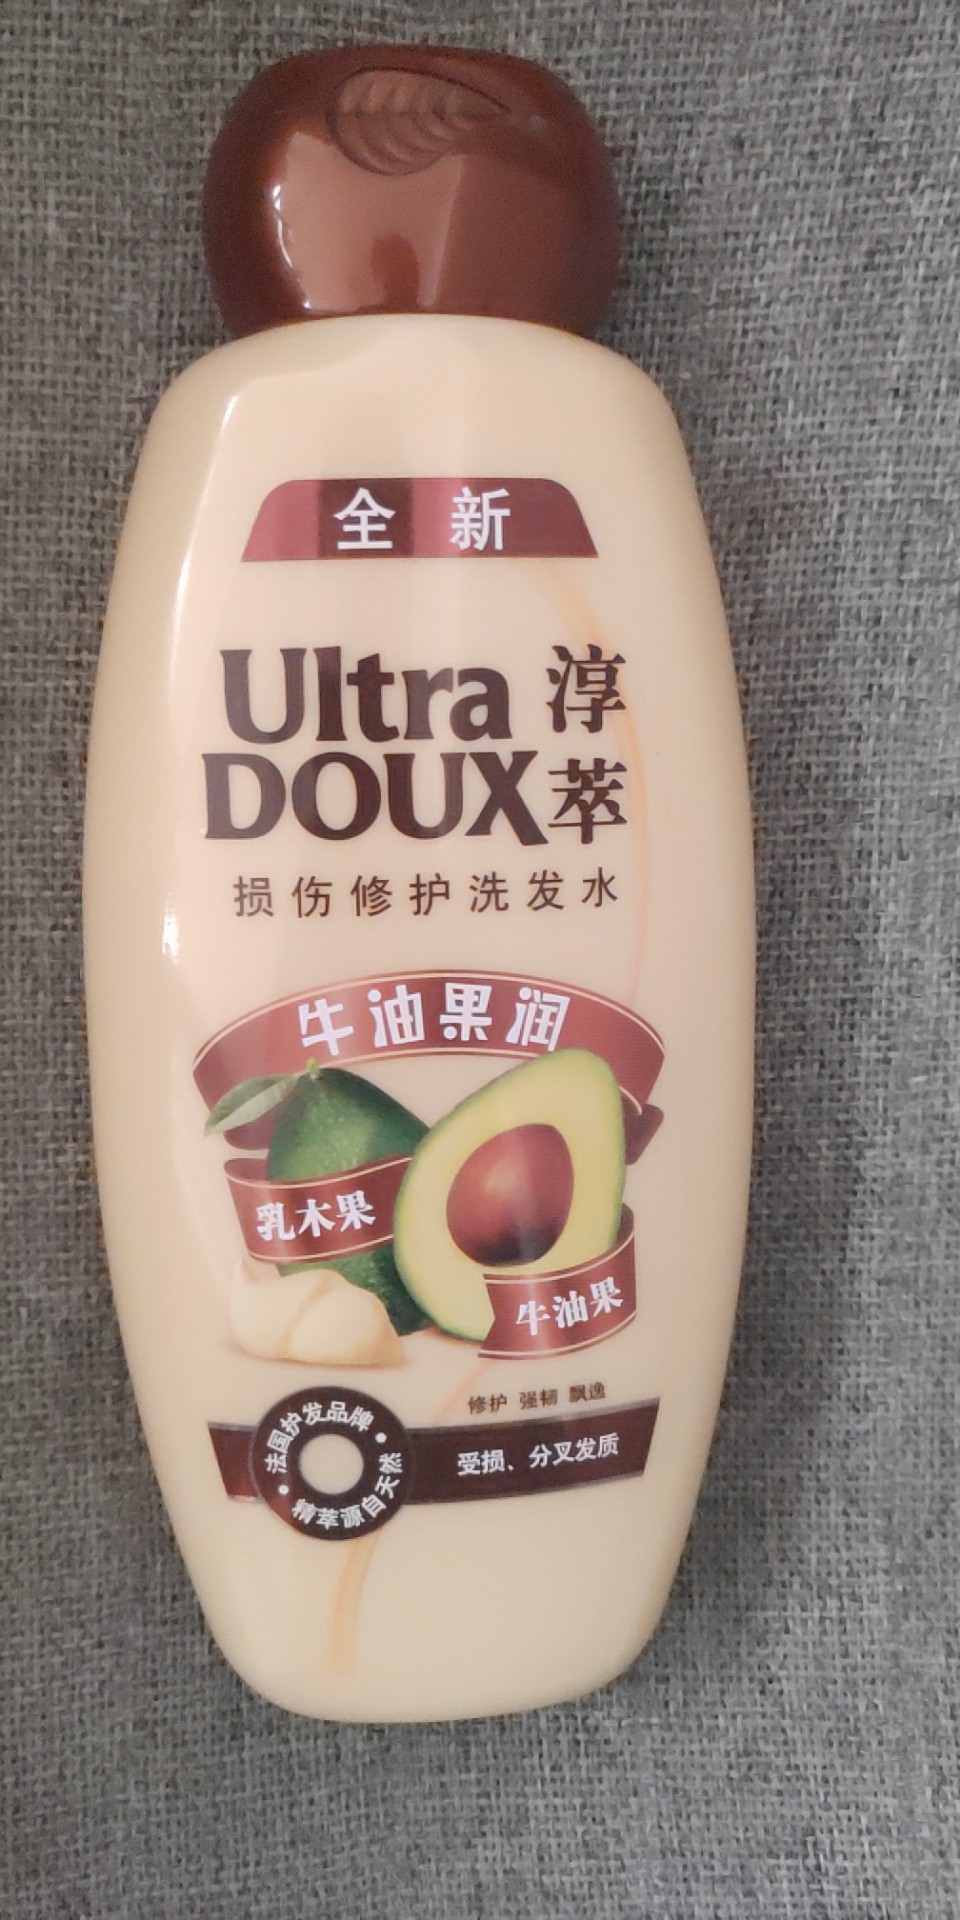 全新
Ultra 淳
DOUX 萃
损伤修护洗发水
牛油果润
乳木果
牛油果
修护 强韧 飘逸
受损、分叉发质
法国护发品牌
精萃源自天然